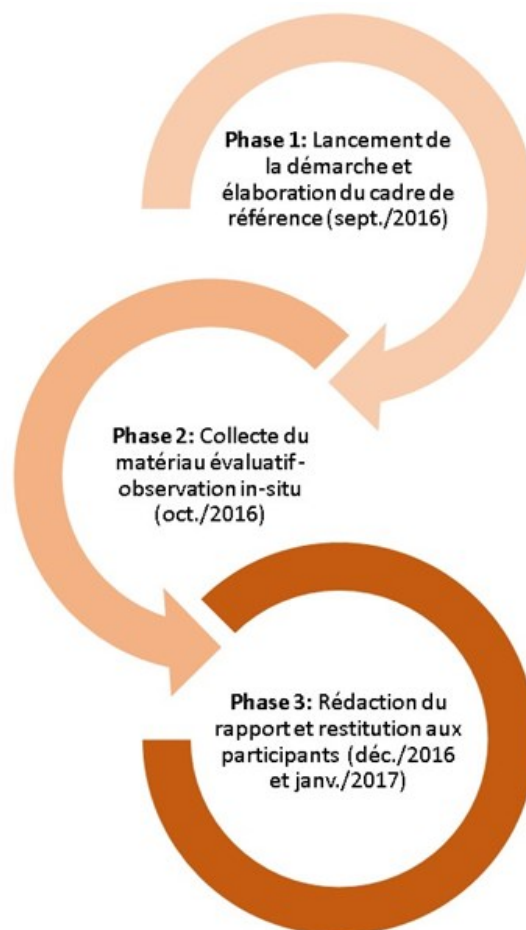 Phase 1: Lancement de
la démarche et
élaboration du cadre de
référence (sept./2016)
Phase 2: Collecte du
matériau évaluatif-
observation in-situ
(oct./2016)
Phase 3: Rédaction du
rapport et restitution aux
participants (déc./2016
et janv./2017)